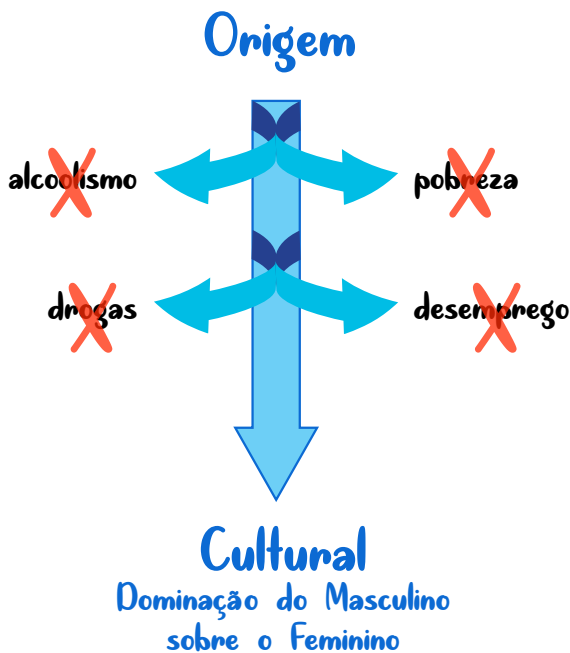 Origem
alcoolismo
pobreza
drogas
desemprego
Cultural
Dominação do Masculino
sobre o Feminino